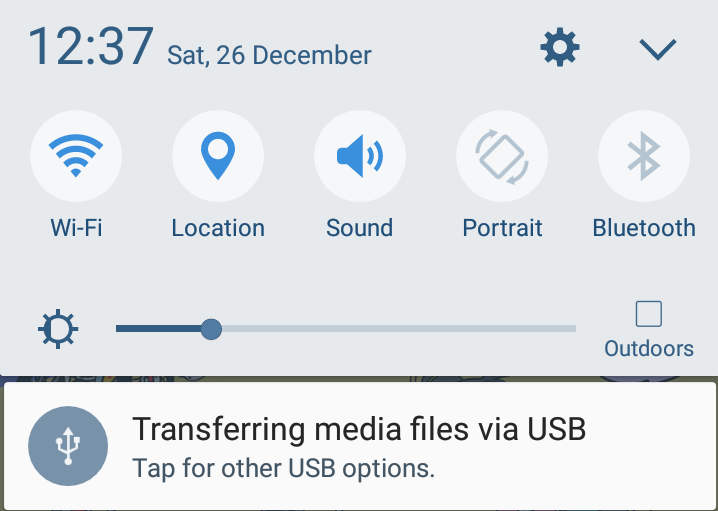 12:37 Sat, 26 December
Wi-Fi Location Sound Portrait Bluetooth
Outdoors
Transferring media files via USB
Tap for other USB options.